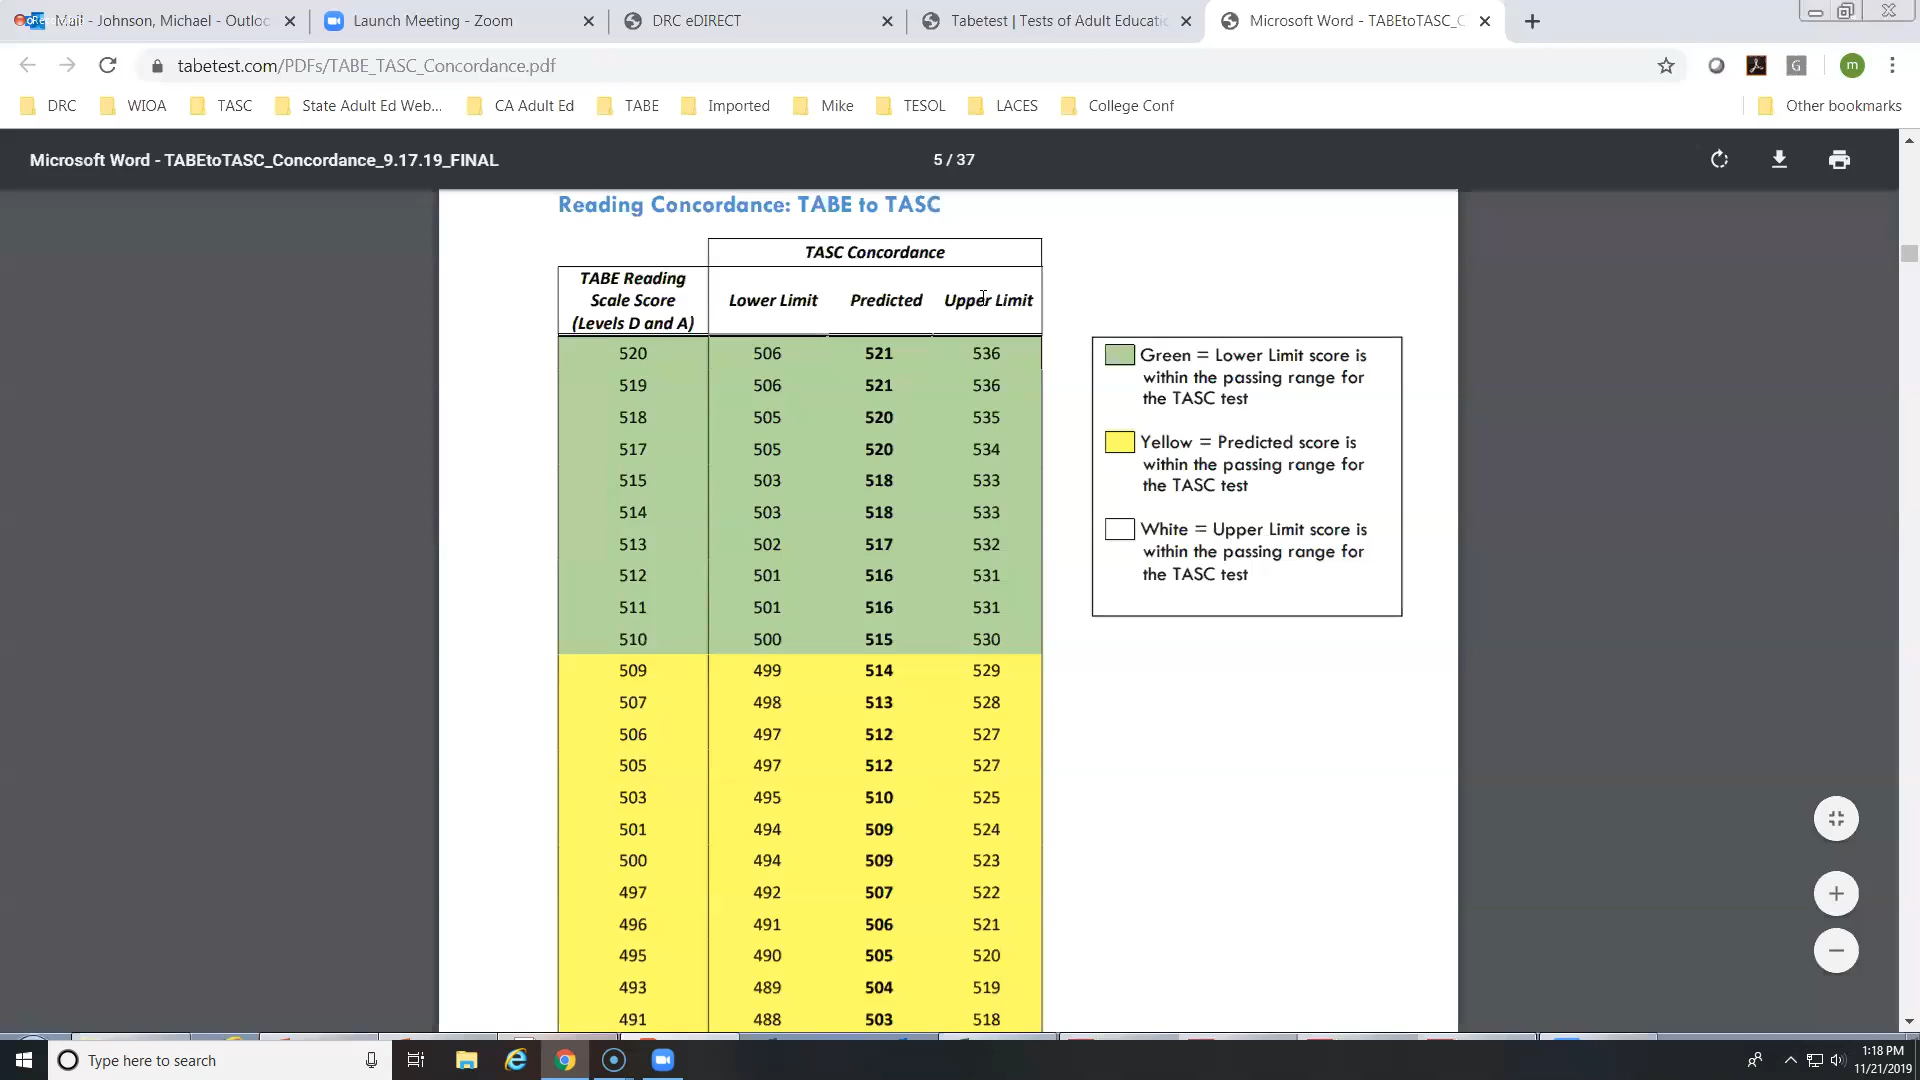 Mail - Johnson, Michael - Outloc
Launch Meeting - Zoom
DRC eDIRECT
Tabetest | Tests of Adult Educati
Microsoft Word - TABEtoTASC_C
tabetest.com/PDFs/TABE_TASC_Concordance.pdf
G
m
DRC
WIOA
TASC
State Adult Ed Web...
CA Adult Ed
TABE
Imported
Mike
TESOL
LACES
College Conf
Other bookmarks
Microsoft Word - TABEtoTASC_Concordance_9.17.19_FINAL
5 / 37
Reading Concordance: TABE to TASC
TASC Concordance
TABE Reading
Scale Score
(Levels D and A)
Lower Limit Predicted Upper Limit
520 506 521 536
519 506 521 536
518 505 520 535
517 505 520 534
515 503 518 533
514 503 518 533
513 502 517 532
512 501 516 531
511 501 516 531
510 500 515 530
509 499 514 529
507 498 513 528
506 497 512 527
505 497 512 527
503 495 510 525
501 494 509 524
500 494 509 523
497 492 507 522
496 491 506 521
495 490 505 520
493 489 504 519
491 488 503 518
Green = Lower Limit score is
within the passing range for
the TASC test
Yellow = Predicted score is
within the passing range for
the TASC test
White = Upper Limit score is
within the passing range for
the TASC test
Type here to search
1:18 PM
11/21/2019